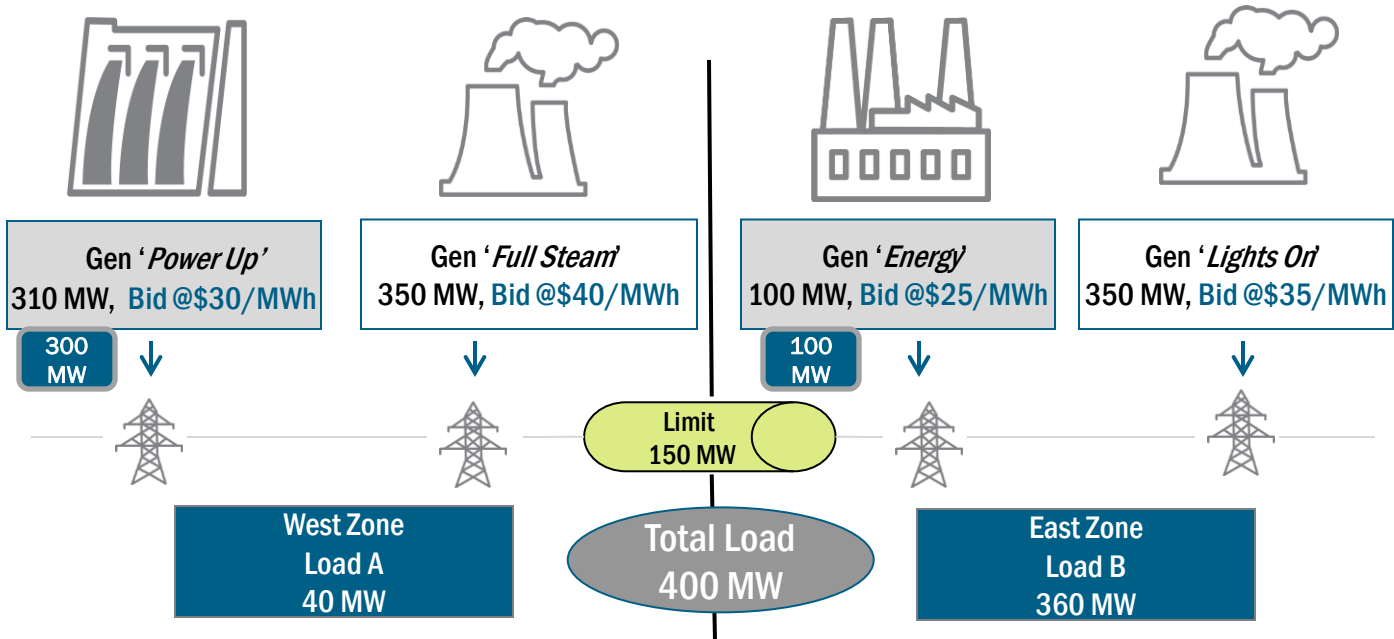 Gen ‘Power Up’
310 MW, Bid @$30/MWh
Gen ‘Full Steam’
350 MW, Bid @$40/MWh
Gen ‘Energy’
100 MW, Bid @$25/MWh
Gen ‘Lights On’
350 MW, Bid @$35/MWh
300
MW
100
MW
Limit
150 MW
West Zone
Load A
40 MW
Total Load
400 MW
East Zone
Load B
360 MW